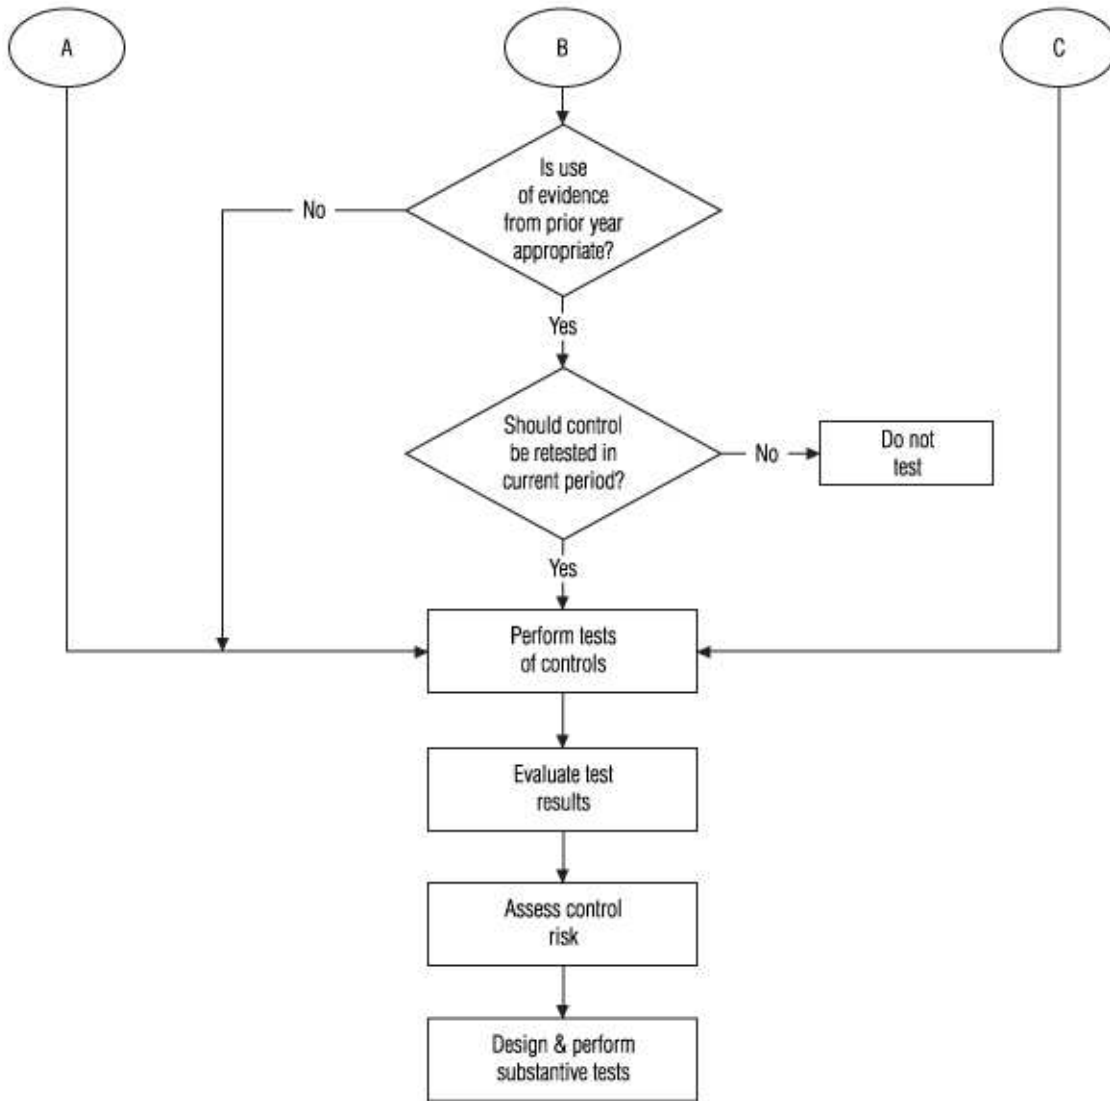 A
B
C
Is use
of evidence
from prior year
appropriate?
No
Yes
Should control
be retested in
current period?
No
Do not
test
Yes
Perform tests
of controls
Evaluate test
results
Assess control
risk
Design & perform
substantive tests